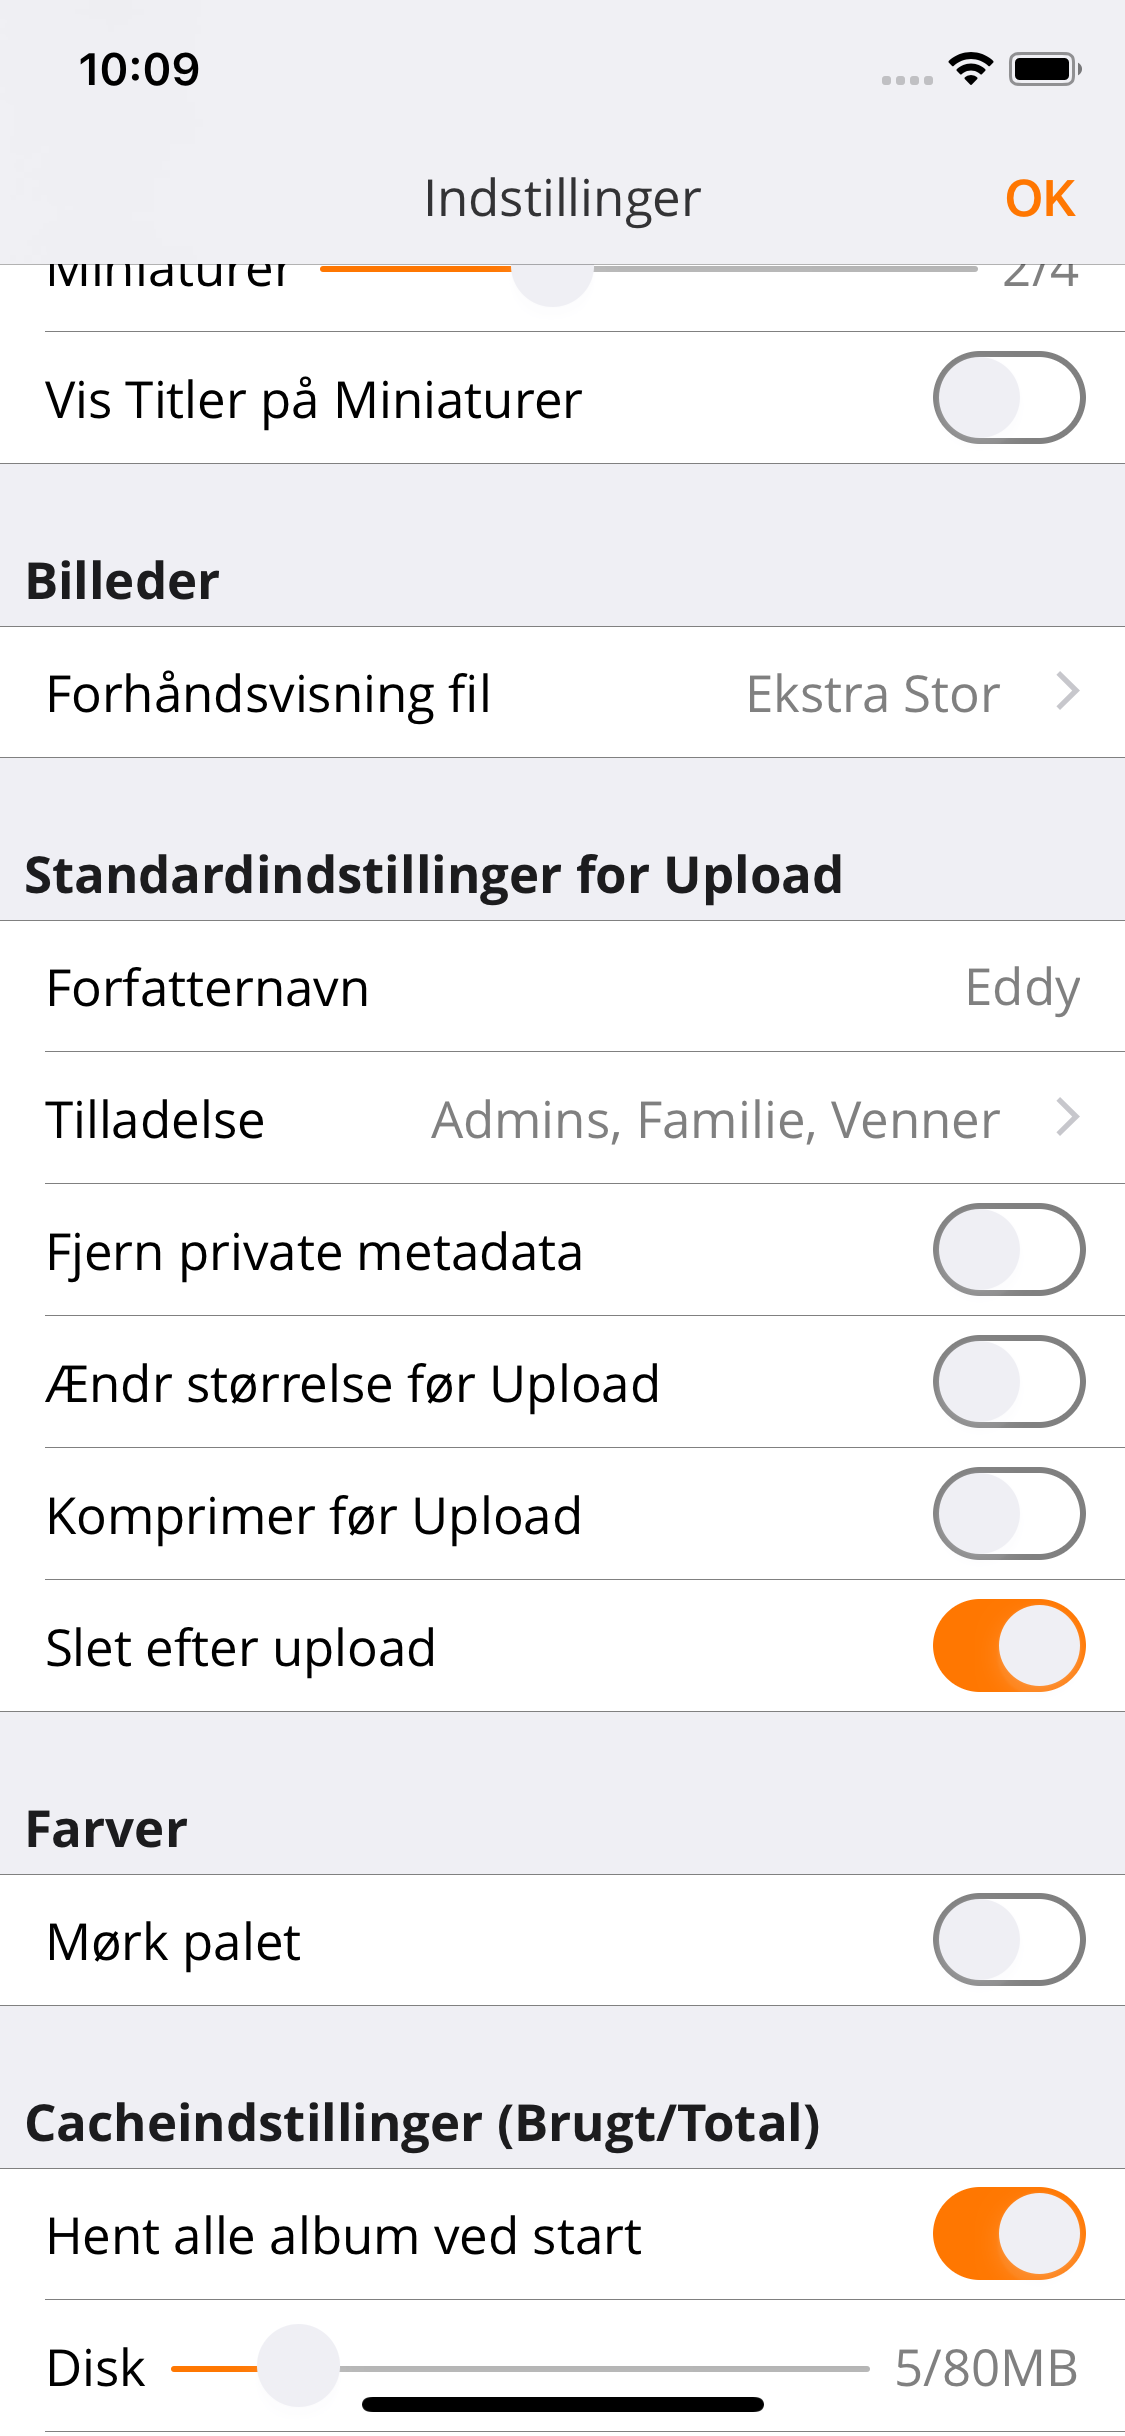 10:09
Indstillinger
OK
Miniaturer 2/4
Vis Titler på Miniaturer
Billeder
Forhåndsvisning fil Ekstra Stor
Standardindstillinger for Upload
Forfatternavn Eddy
Tilladelse Admins, Familie, Venner
Fjern private metadata
Ændr størrelse før Upload
Komprimer før Upload
Slet efter upload
Farver
Mørk palet
Cacheindstillinger (Brugt/Total)
Hent alle album ved start
Disk 5/80MB